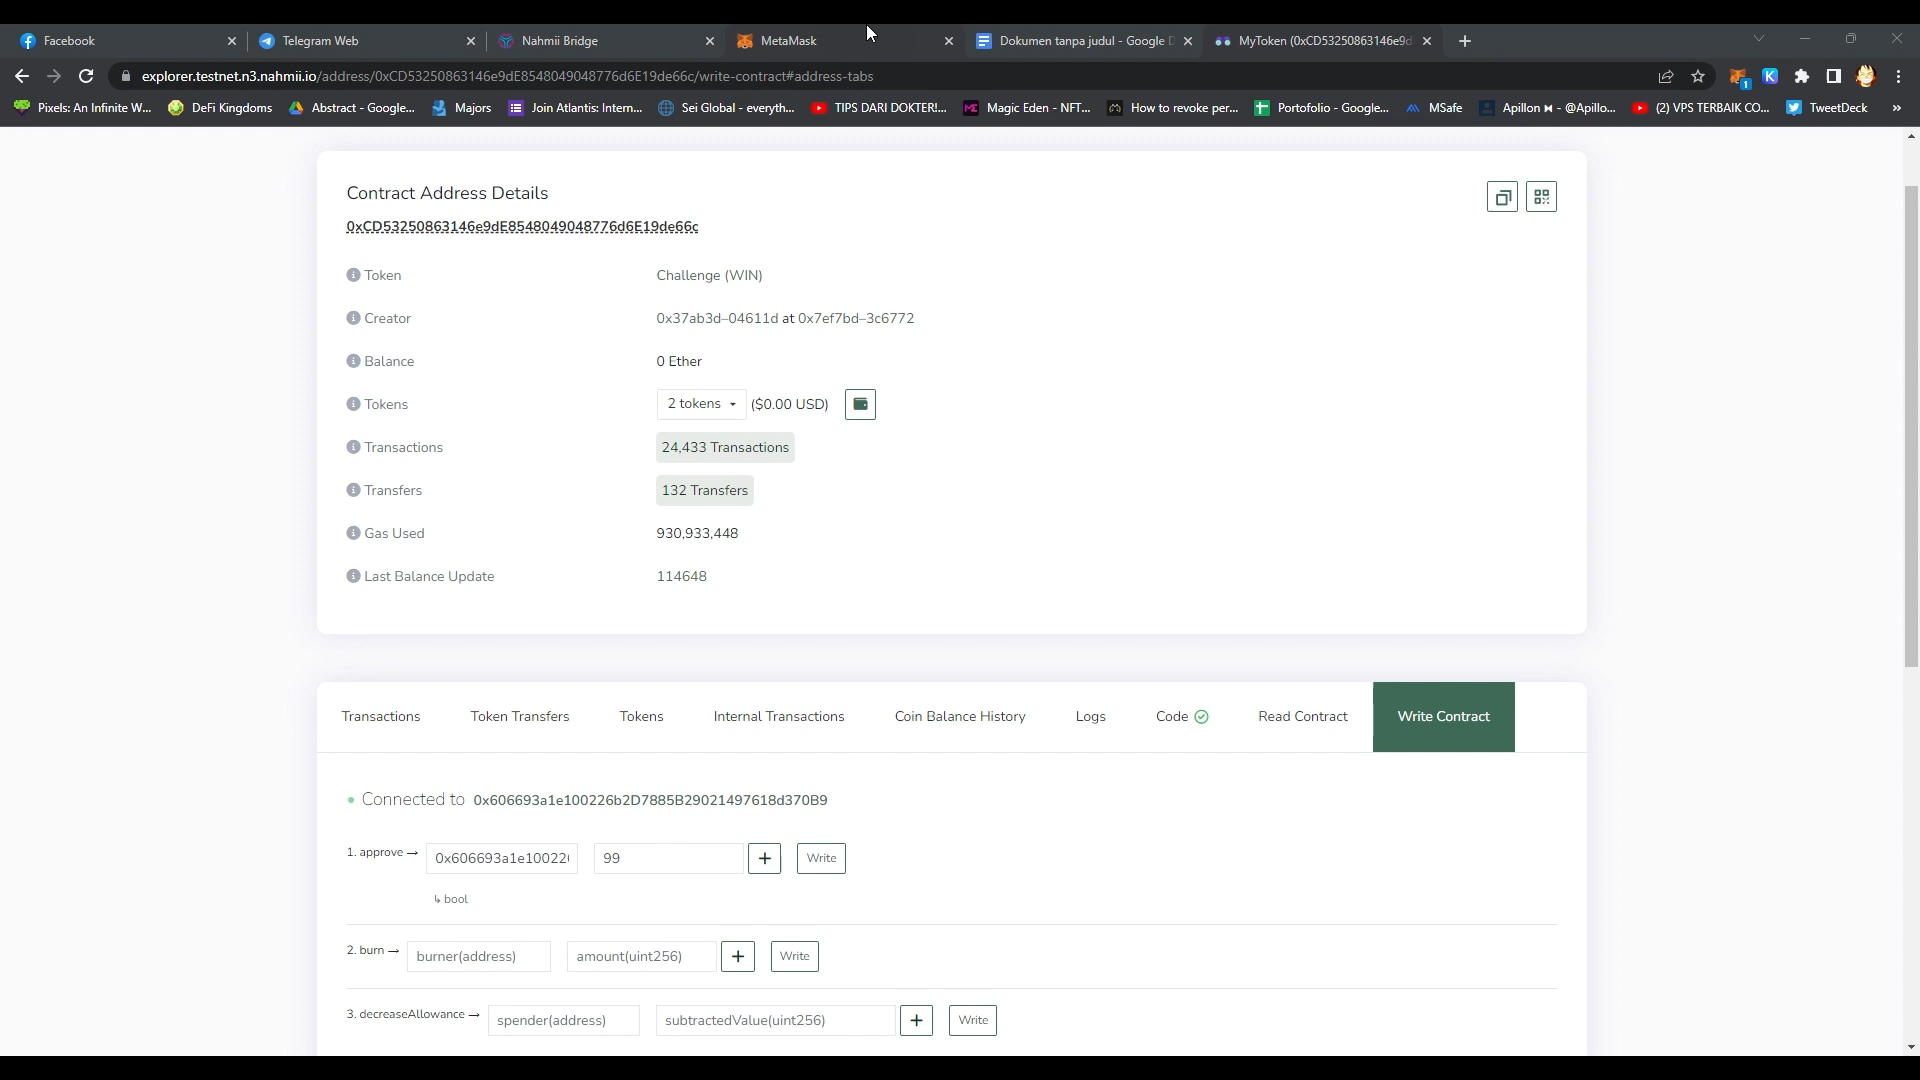 Facebook
Telegram Web
Nahmii Bridge
MetaMask
Dokumen tanpa judul - Google D
MyToken (0xCD53250863146e9d
explorer.testnet.n3.nahmii.io/address/0xCD53250863146e9dE8548049048776d6E19de66c/write-contract#address-tabs
1
Pixels: An Infinite W...
DeFi Kingdoms
Abstract - Google...
Majors
Join Atlantis: Intern...
Sei Global - everyth...
TIPS DARI DOKTER!...
Magic Eden - NFT...
How to revoke per...
Portofolio - Google...
MSafe
Apillon ⧓ - @Apillo...
(2) VPS TERBAIK CO...
TweetDeck
Contract Address Details
0xCD53250863146e9dE8548049048776d6E19de66c
Token Challenge (WIN)
Creator 0x37ab3d–04611d at 0x7ef7bd–3c6772
Balance 0 Ether
Tokens 2 tokens ($0.00 USD)
Transactions 24,433 Transactions
Transfers 132 Transfers
Gas Used 930,933,448
Last Balance Update 114648
Transactions Token Transfers Tokens Internal Transactions Coin Balance History Logs Code Read Contract Write Contract
Connected to 0x606693a1e100226b2D7885B29021497618d370B9
1. approve → 0x606693a1e10022 99 + Write
↳ bool
2. burn → burner(address) amount(uint256) + Write
3. decreaseAllowance → spender(address) subtractedValue(uint256) + Write